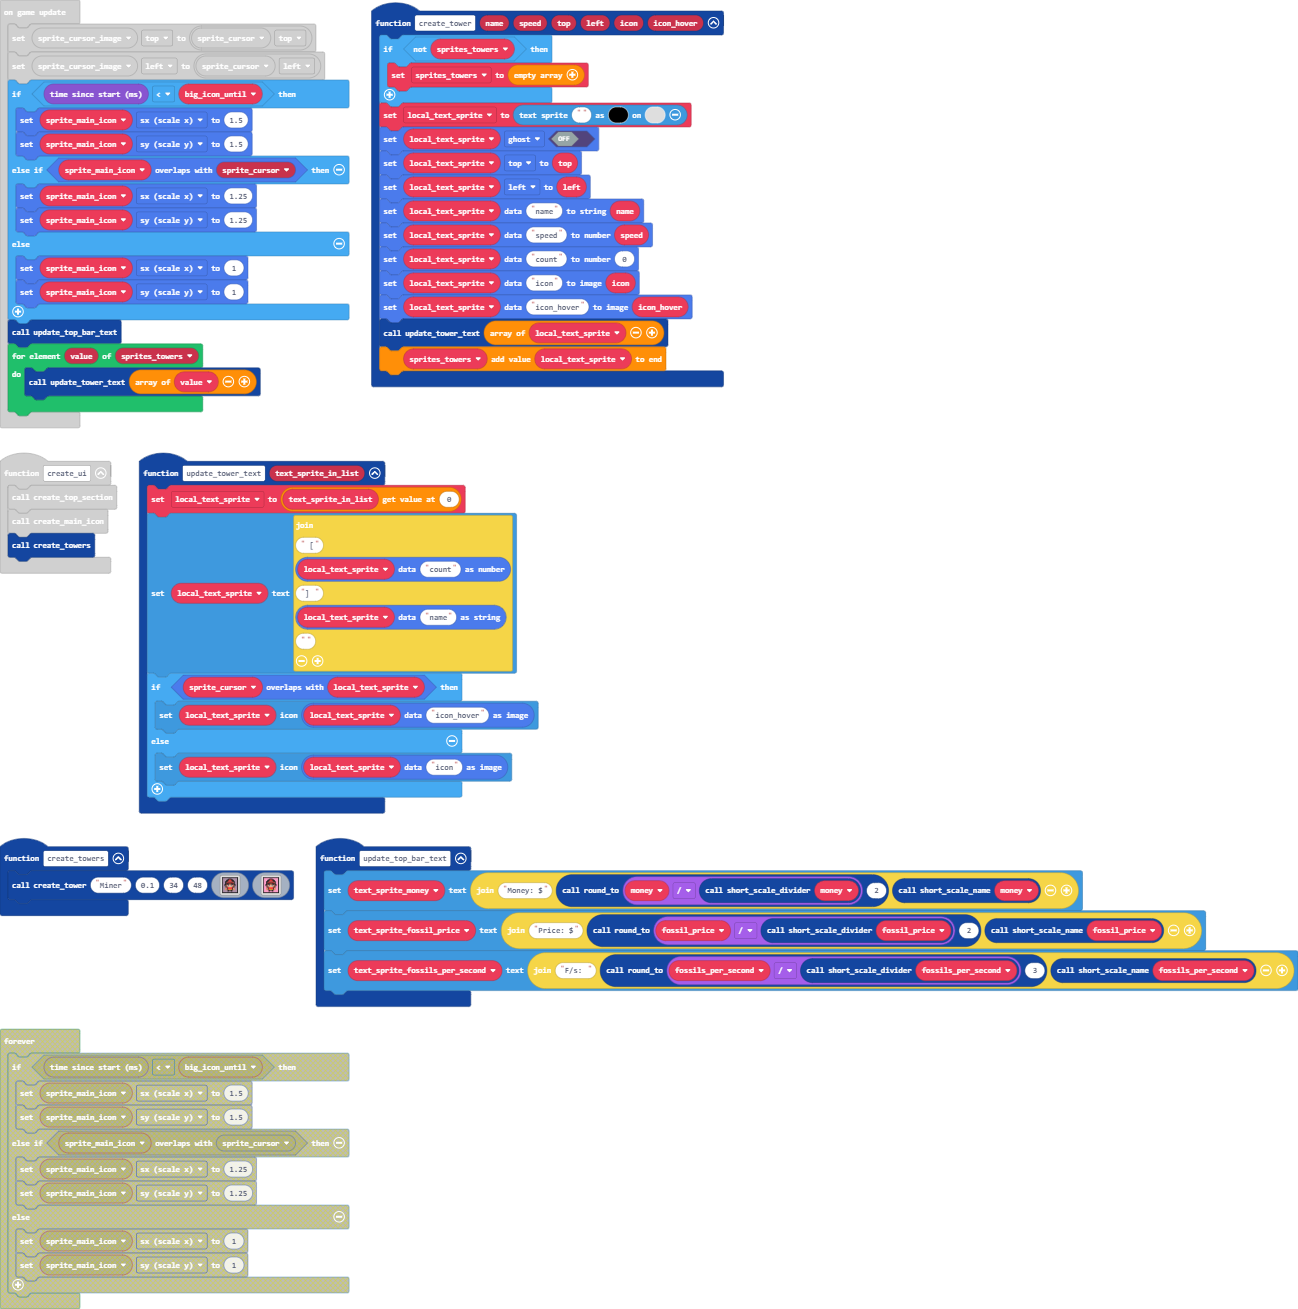 on game update
set sprite_cursor_image top to sprite_cursor top
set sprite_cursor_image left to sprite_cursor left
if time since start (ms) < big_icon_until then
set sprite_main_icon sx (scale x) to 1.5
set sprite_main_icon sy (scale y) to 1.5
else if sprite_main_icon overlaps with sprite_cursor then
set sprite_main_icon sx (scale x) to 1.25
set sprite_main_icon sy (scale y) to 1.25
else
set sprite_main_icon sx (scale x) to 1
set sprite_main_icon sy (scale y) to 1
call update_top_bar_text
for element value of sprites_towers
do call update_tower_text array of value
function create_tower name speed top left icon icon_hover
if not sprites_towers then
set sprites_towers to empty array
set local_text_sprite to text sprite "" as on
set local_text_sprite ghost OFF
set local_text_sprite top to top
set local_text_sprite left to left
set local_text_sprite data "name" to string name
set local_text_sprite data "speed" to number speed
set local_text_sprite data "count" to number 0
set local_text_sprite data "icon" to image icon
set local_text_sprite data "icon_hover" to image icon_hover
call update_tower_text array of local_text_sprite
sprites_towers add value local_text_sprite to end
function create_ui
call create_top_section
call create_main_icon
call create_towers
function update_tower_text text_sprite_in_list
set local_text_sprite to text_sprite_in_list get value at 0
set local_text_sprite text join
" ["
local_text_sprite data "count" as number
"] "
local_text_sprite data "name" as string
""
if sprite_cursor overlaps with local_text_sprite then
set local_text_sprite icon local_text_sprite data "icon_hover" as image
else
set local_text_sprite icon local_text_sprite data "icon" as image
function create_towers
call create_tower "Miner" 0.1 34 48
function update_top_bar_text
set text_sprite_money text join "Money: $" call round_to money / call short_scale_divider money 2 call short_scale_name money
set text_sprite_fossil_price text join "Price: $" call round_to fossil_price / call short_scale_divider fossil_price 2 call short_scale_name fossil_price
set text_sprite_fossils_per_second text join "F/s: " call round_to fossils_per_second / call short_scale_divider fossils_per_second 3 call short_scale_name fossils_per_second
forever
if time since start (ms) < big_icon_until then
set sprite_main_icon sx (scale x) to 1.5
set sprite_main_icon sy (scale y) to 1.5
else if sprite_main_icon overlaps with sprite_cursor then
set sprite_main_icon sx (scale x) to 1.25
set sprite_main_icon sy (scale y) to 1.25
else
set sprite_main_icon sx (scale x) to 1
set sprite_main_icon sy (scale y) to 1